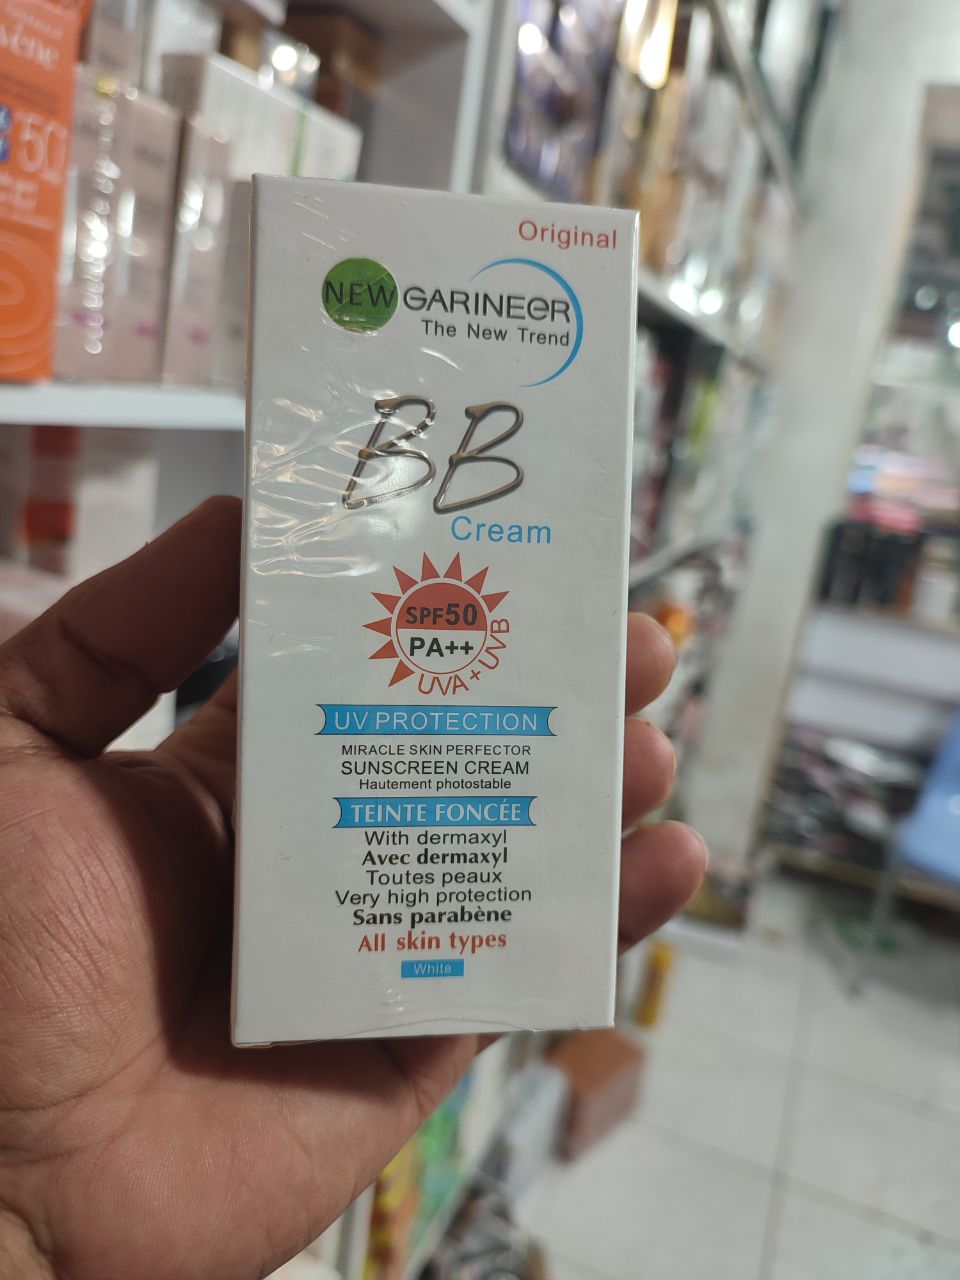 vène
50
Original
NEW GARINEER
The New Trend
BB
Cream
SPF50
PA++
UVA+UVB
UV PROTECTION
MIRACLE SKIN PERFECTOR
SUNSCREEN CREAM
Hautement photostable
TEINTE FONCÉE
With dermaxyl
Avec dermaxyl
Toutes peaux
Very high protection
Sans parabène
All skin types
White